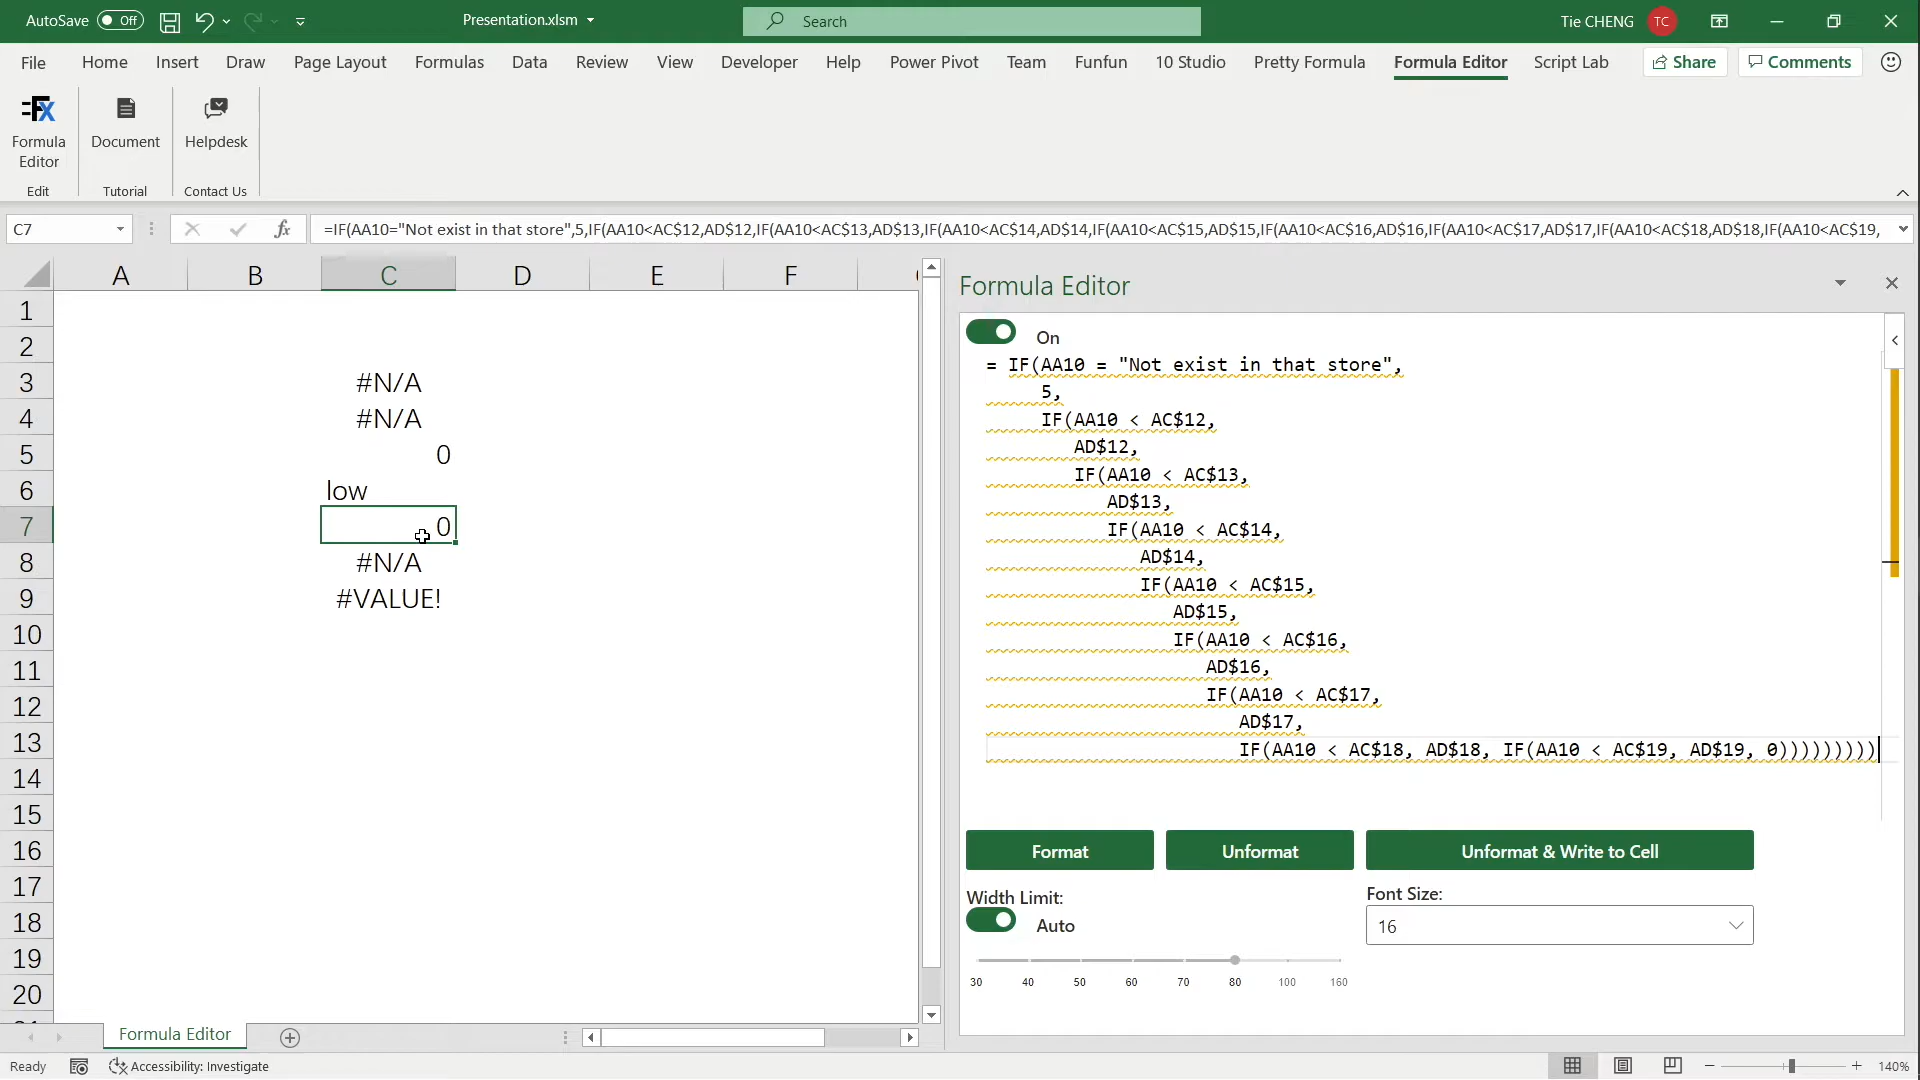 AutoSave Off Presentation.xlsm Search Tie CHENG TC
File Home Insert Draw Page Layout Formulas Data Review View Developer Help Power Pivot Team Funfun 10 Studio Pretty Formula Formula Editor Script Lab Share Comments
Formula Editor Document Helpdesk
Edit Tutorial Contact Us
C7 fx =IF(AA10="Not exist in that store",5,IF(AA10<AC$12,AD$12,IF(AA10<AC$13,AD$13,IF(AA10<AC$14,AD$14,IF(AA10<AC$15,AD$15,IF(AA10<AC$16,AD$16,IF(AA10<AC$17,AD$17,IF(AA10<AC$18,AD$18,IF(AA10<AC$19,
A B C D E F
1
2
3 #N/A
4 #N/A
5 0
6 low
7 0
8 #N/A
9 #VALUE!
10
11
12
13
14
15
16
17
18
19
20
Formula Editor
On
= IF(AA10 = "Not exist in that store",
5,
IF(AA10 < AC$12,
AD$12,
IF(AA10 < AC$13,
AD$13,
IF(AA10 < AC$14,
AD$14,
IF(AA10 < AC$15,
AD$15,
IF(AA10 < AC$16,
AD$16,
IF(AA10 < AC$17,
AD$17,
IF(AA10 < AC$18, AD$18, IF(AA10 < AC$19, AD$19, 0)))))))))
Format Unformat Unformat & Write to Cell
Width Limit: Font Size:
Auto 16
30 40 50 60 70 80 100 160
Formula Editor
Ready Accessibility: Investigate 140%